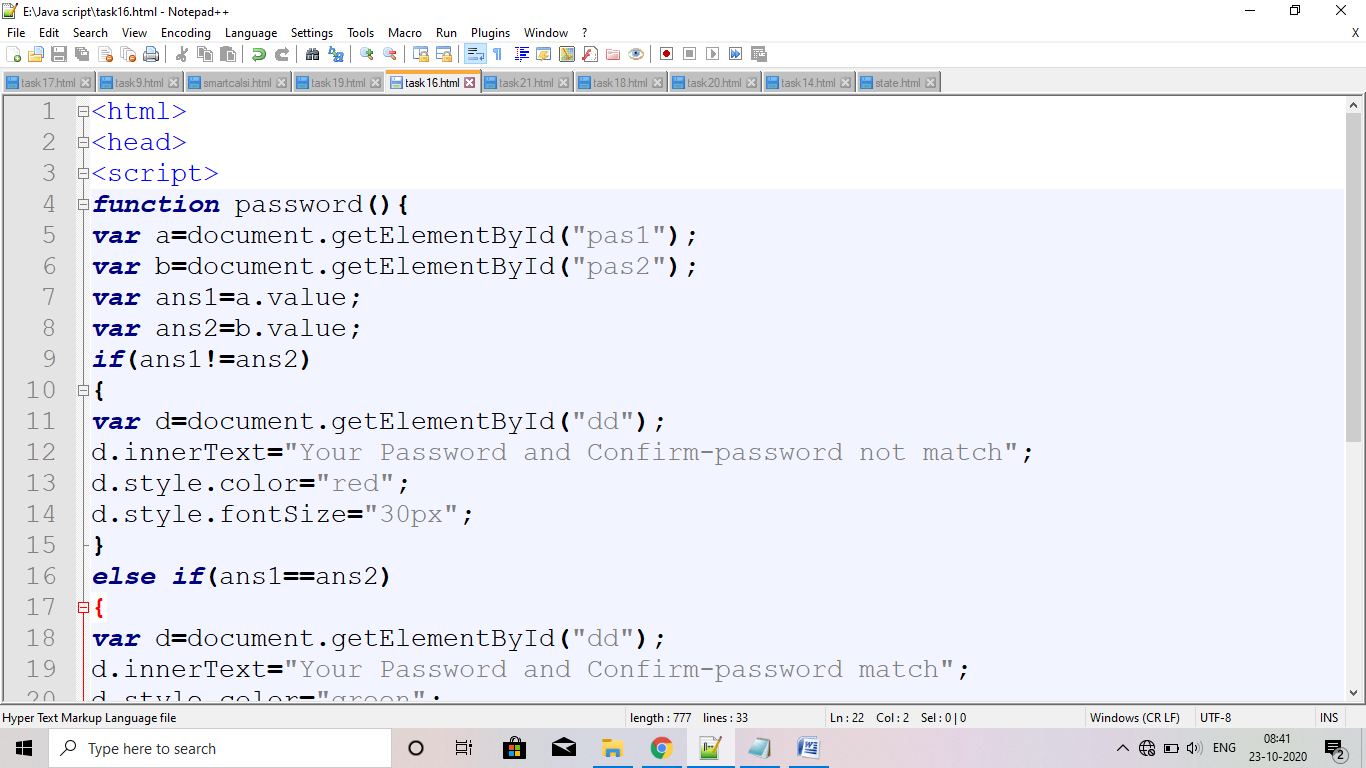 E:\Java script\task16.html - Notepad++
File Edit Search View Encoding Language Settings Tools Macro Run Plugins Window ? X
task17.html task9.html smartcalsi.html task19.html task16.html task21.html task18.html task20.html task14.html state.html
1 <html>
2 <head>
3 <script>
4 function password(){
5 var a=document.getElementById("pas1");
6 var b=document.getElementById("pas2");
7 var ans1=a.value;
8 var ans2=b.value;
9 if(ans1!=ans2)
10 {
11 var d=document.getElementById("dd");
12 d.innerText="Your Password and Confirm-password not match";
13 d.style.color="red";
14 d.style.fontSize="30px";
15 }
16 else if(ans1==ans2)
17 {
18 var d=document.getElementById("dd");
19 d.innerText="Your Password and Confirm-password match";
20 d.style.color="green";
Hyper Text Markup Language file length : 777 lines : 33 Ln : 22 Col : 2 Sel : 0 | 0 Windows (CR LF) UTF-8 INS
Type here to search ENG 08:41
23-10-2020 2